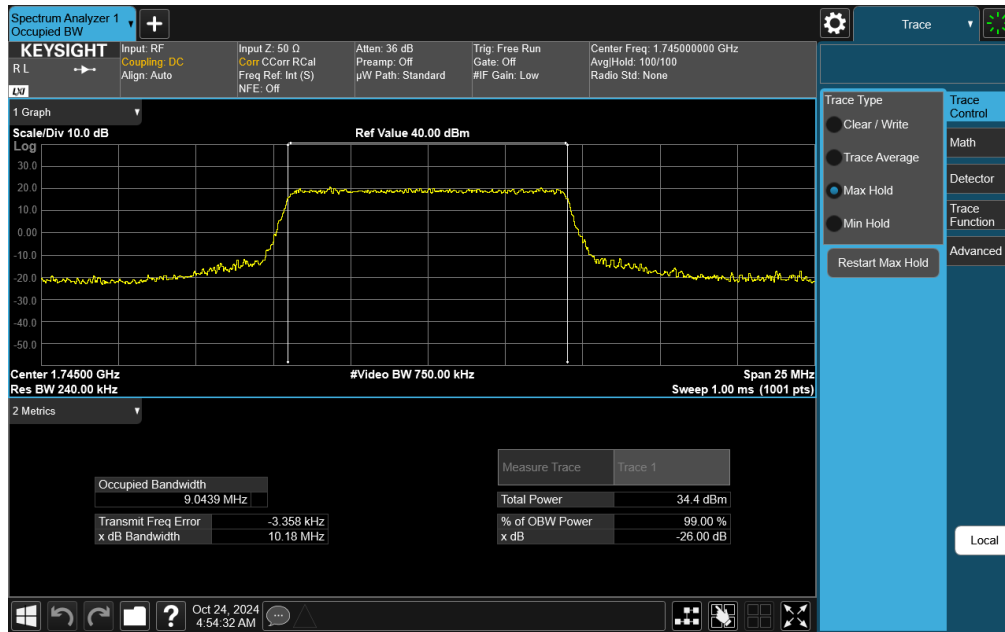 Spectrum Analyzer 1
Occupied BW
Trace
KEYSIGHT
R L
LXI
Input: RF
Coupling: DC
Align: Auto
Input Z: 50 Ω
Corr CCorr RCal
Freq Ref: Int (S)
NFE: Off
Atten: 36 dB
Preamp: Off
µW Path: Standard
Trig: Free Run
Gate: Off
#IF Gain: Low
Center Freq: 1.745000000 GHz
Avg|Hold: 100/100
Radio Std: None
1 Graph
Scale/Div 10.0 dB
Ref Value 40.00 dBm
Log
30.0
20.0
10.0
0.00
-10.0
-20.0
-30.0
-40.0
-50.0
Center 1.74500 GHz
#Video BW 750.00 kHz
Span 25 MHz
Res BW 240.00 kHz
Sweep 1.00 ms (1001 pts)
2 Metrics
Measure Trace
Trace 1
Occupied Bandwidth
9.0439 MHz
Total Power
34.4 dBm
Transmit Freq Error
-3.358 kHz
% of OBW Power
99.00 %
x dB Bandwidth
10.18 MHz
x dB
-26.00 dB
Trace Type
Clear / Write
Trace Average
Max Hold
Min Hold
Restart Max Hold
Trace
Control
Math
Detector
Trace
Function
Advanced
Local
?
Oct 24, 2024
4:54:32 AM